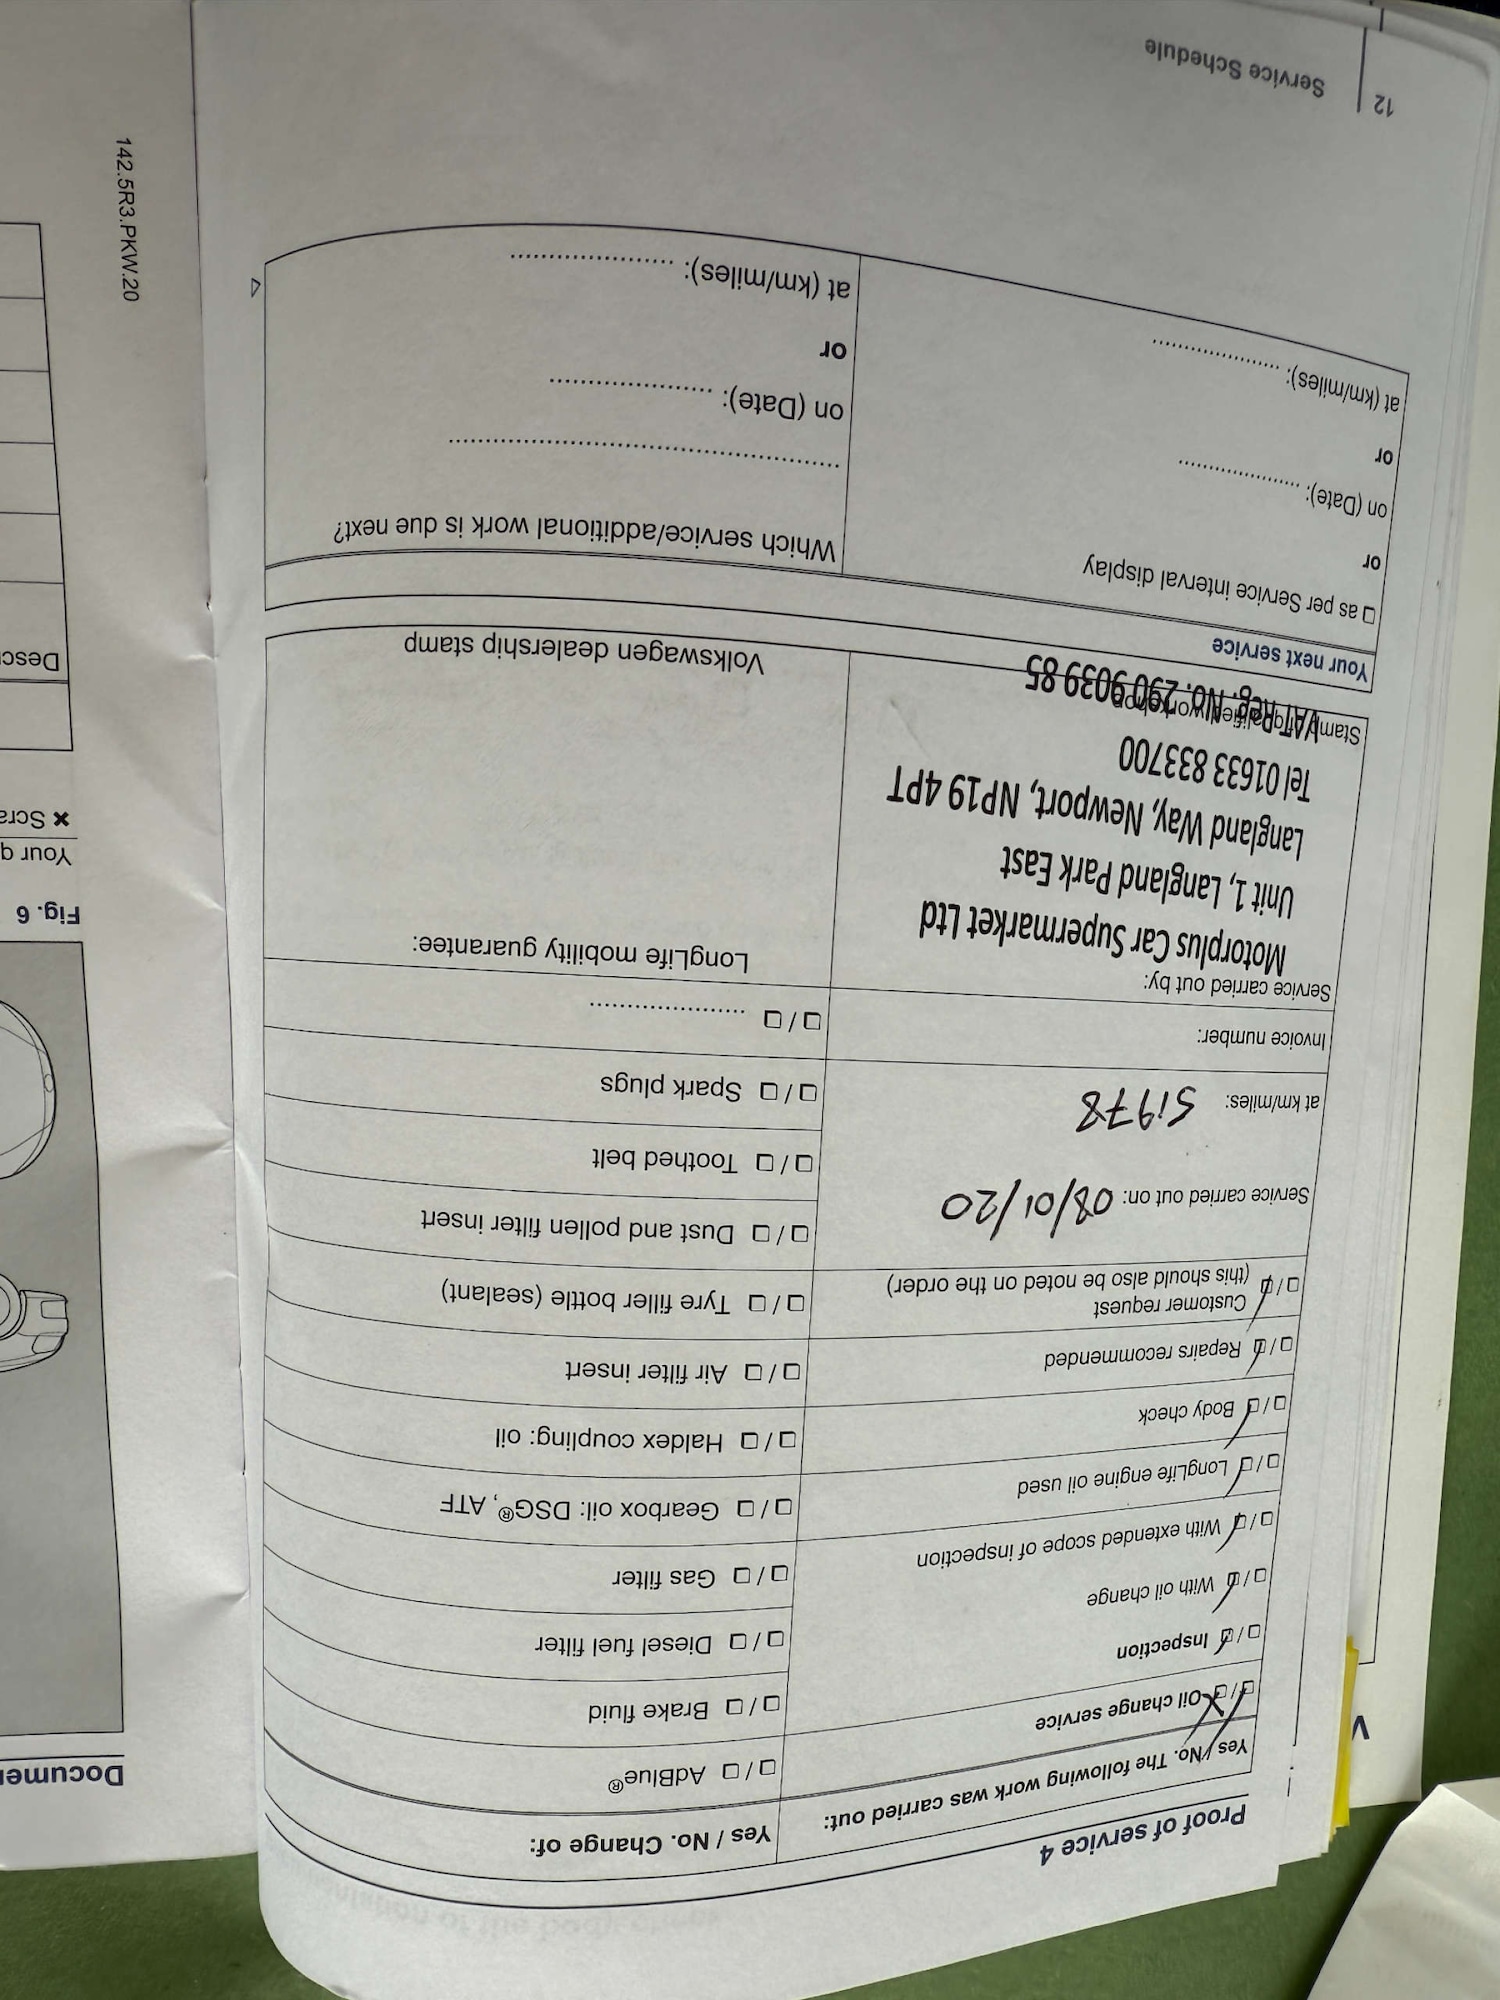 Proof of service 4
Yes / No. The following work was carried out:
☐ / ☐ Oil change service
☐ / ☐ Inspection
☐ / ☐ With oil change
☐ / ☐ With extended scope of inspection
☐ / ☐ LongLife engine oil used
☐ / ☐ Body check
☐ / ☐ Repairs recommended
☐ / ☐ Customer request
(this should also be noted on the order)
Service carried out on: 08/01/20
at km/miles: 51978
Invoice number:
Service carried out by:
Motorplus Car Supermarket Ltd
Unit 1, Langland Park East
Langland Way, Newport, NP19 4PT
Tel 01633 833700
VAT Reg. No. 290 9039 85
Stamp of qualified workshop
Yes / No. Change of:
☐ / ☐ AdBlue®
☐ / ☐ Brake fluid
☐ / ☐ Diesel fuel filter
☐ / ☐ Gas filter
☐ / ☐ Gearbox oil: DSG®, ATF
☐ / ☐ Haldex coupling: oil
☐ / ☐ Air filter insert
☐ / ☐ Tyre filler bottle (sealant)
☐ / ☐ Dust and pollen filter insert
☐ / ☐ Toothed belt
☐ / ☐ Spark plugs
☐ / ☐ ......................
LongLife mobility guarantee:
Volkswagen dealership stamp
Your next service
☐ as per Service interval display
or
on (Date): ....................
or
at (km/miles): ....................
Which service/additional work is due next?
..................................................
on (Date): ......................
or
at (km/miles): ......................
12
Service Schedule
Documen
Fig. 6
Your q
✖ Scra
Descr
142.5R3.PKW.20